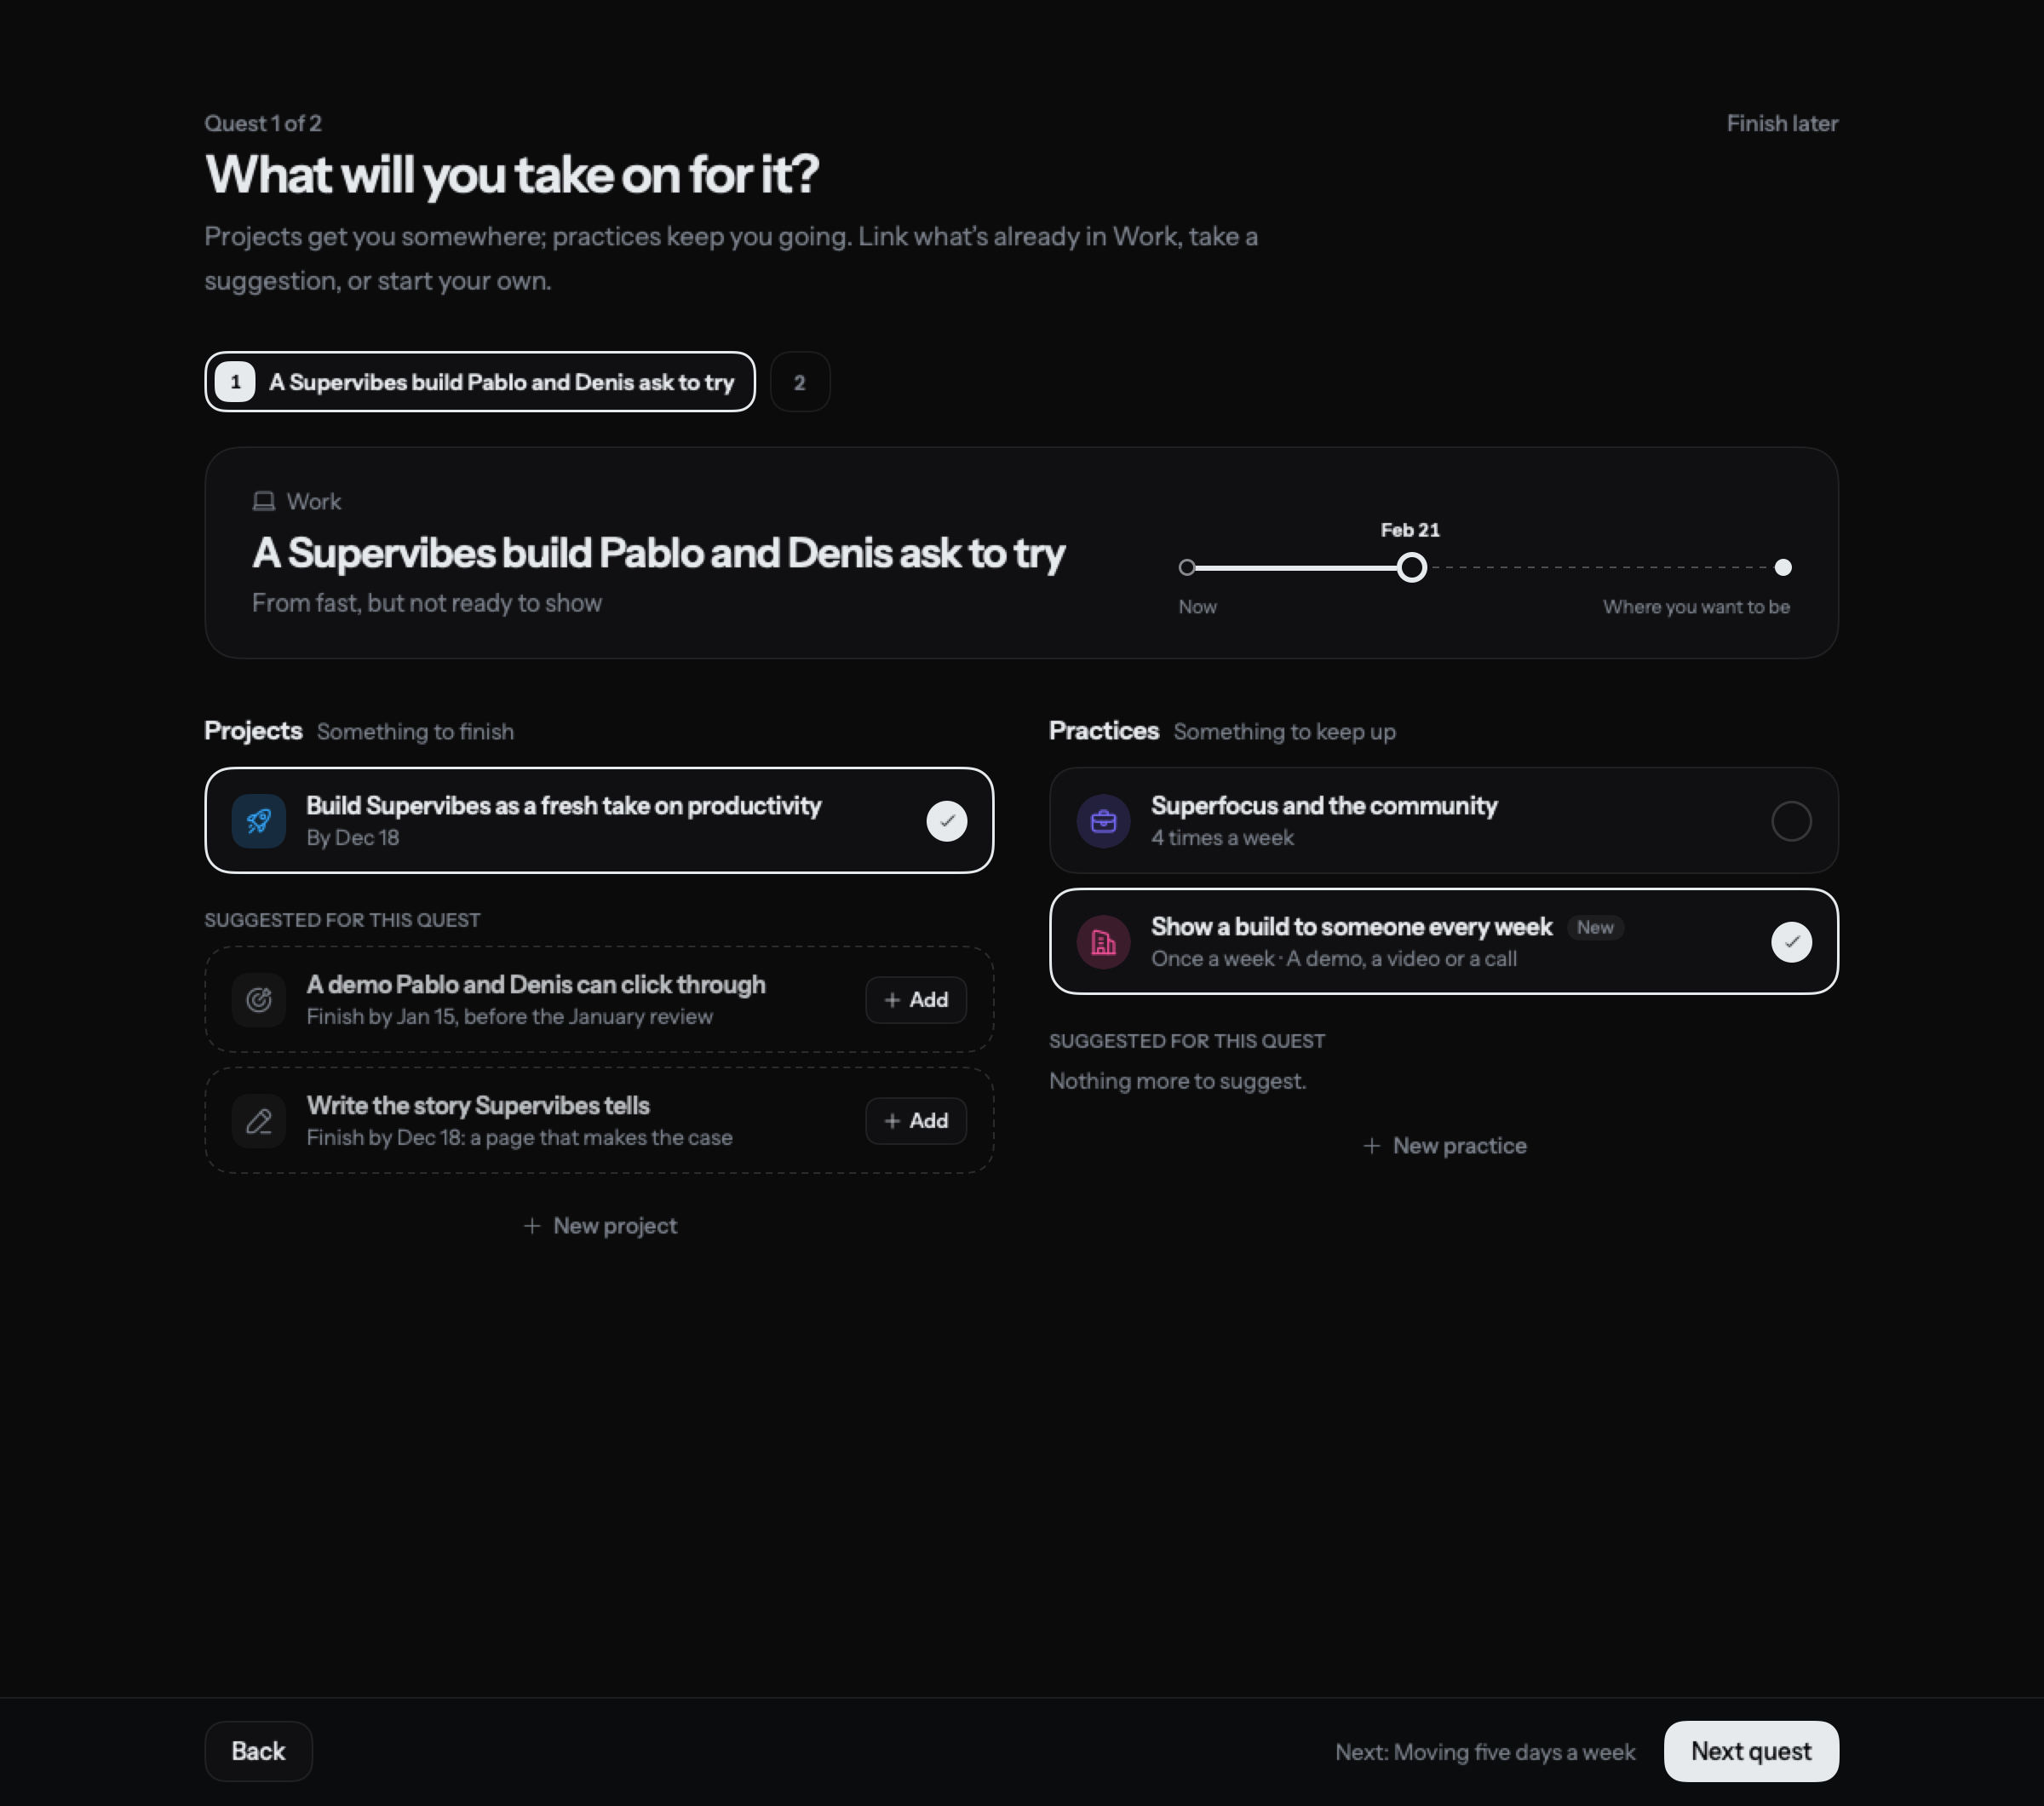 Quest 1 of 2
Finish later
What will you take on for it?
Projects get you somewhere; practices keep you going. Link what’s already in Work, take a
suggestion, or start your own.
1 A Supervibes build Pablo and Denis ask to try
2
Work
A Supervibes build Pablo and Denis ask to try
From fast, but not ready to show
Feb 21
Now
Where you want to be
Projects Something to finish
Build Supervibes as a fresh take on productivity
By Dec 18
SUGGESTED FOR THIS QUEST
A demo Pablo and Denis can click through
Finish by Jan 15, before the January review
+ Add
Write the story Supervibes tells
Finish by Dec 18: a page that makes the case
+ Add
+ New project
Practices Something to keep up
Superfocus and the community
4 times a week
Show a build to someone every week New
Once a week · A demo, a video or a call
SUGGESTED FOR THIS QUEST
Nothing more to suggest.
+ New practice
Back
Next: Moving five days a week
Next quest